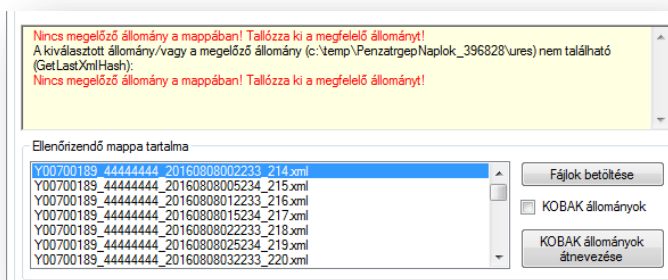 Nincs megelőző állomány a mappában! Tallózza ki a megfelelő állományt!
A kiválasztott állomány/vagy a megelőző állomány (c:\temp\PenzatrgepNaplok_396828\ures) nem található
(GetLastXmlHash):
Nincs megelőző állomány a mappában! Tallózza ki a megfelelő állományt!
Ellenőrizendő mappa tartalma
Y00700189_44444444_20160808002233_214.xml
Y00700189_44444444_20160808005234_215.xml
Y00700189_44444444_20160808012233_216.xml
Y00700189_44444444_20160808015234_217.xml
Y00700189_44444444_20160808022233_218.xml
Y00700189_44444444_20160808025234_219.xml
Y00700189_44444444_20160808032233_220.xml
Fájlok betöltése
KOBAK állományok
KOBAK állományok
átnevezése